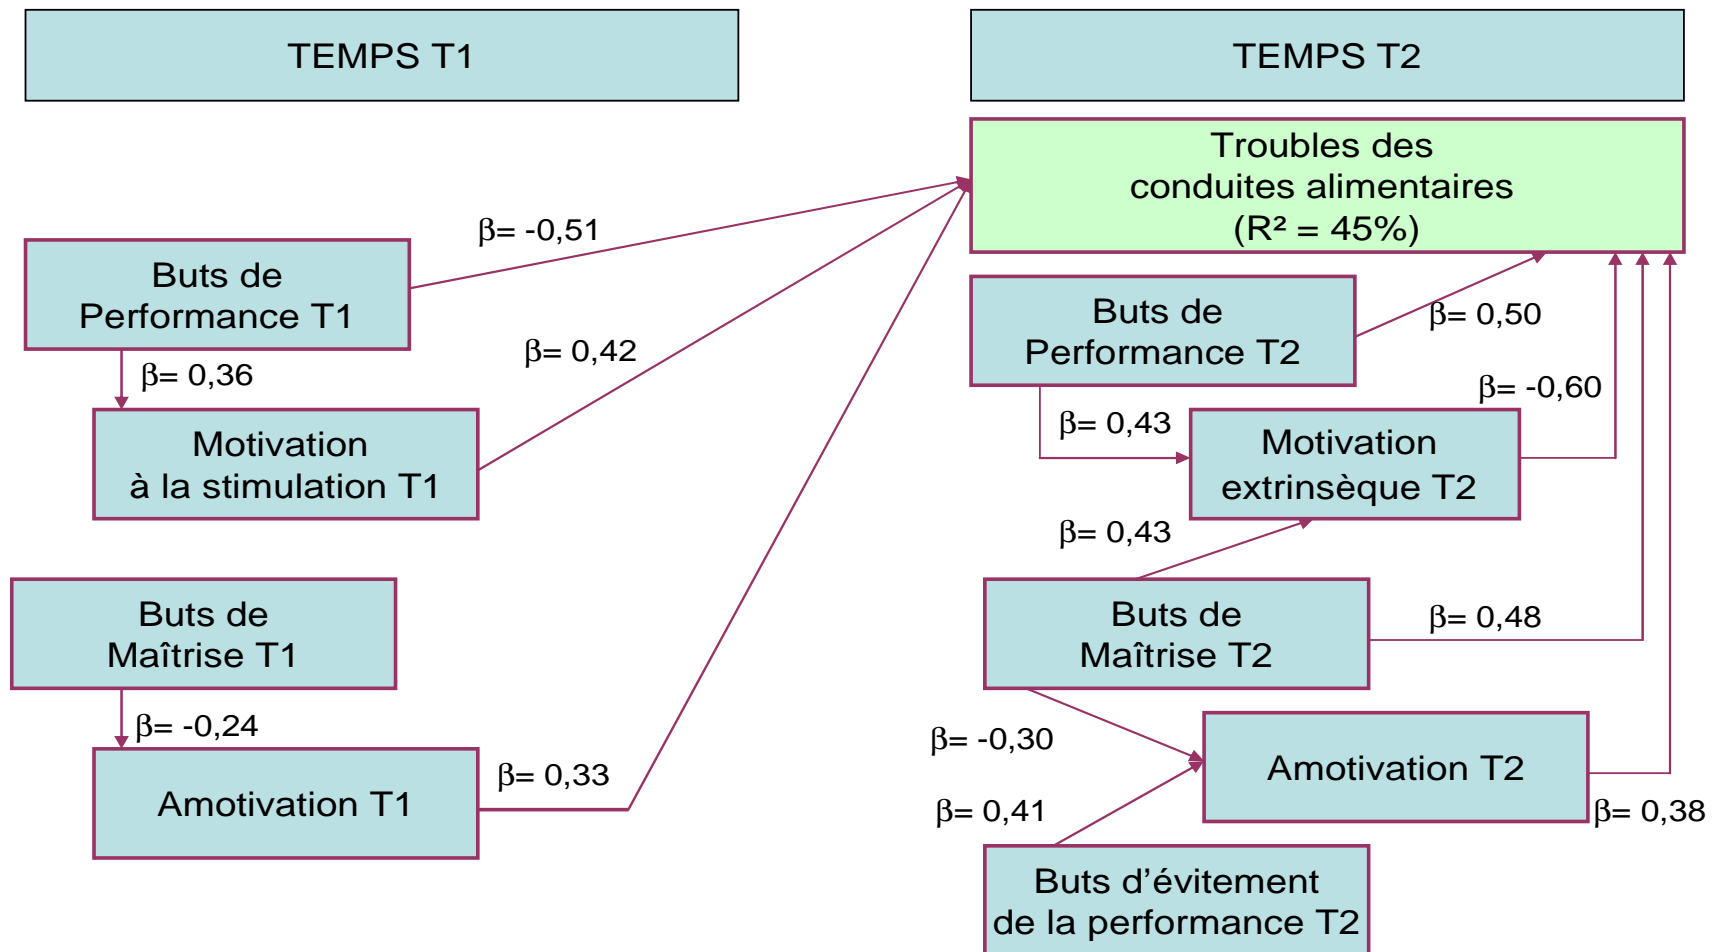 TEMPS T1
TEMPS T2
Troubles des
conduites alimentaires
(R² = 45%)
β= -0,51
Buts de
Performance T1
β= 0,36
β= 0,42
Motivation
à la stimulation T1
Buts de
Maîtrise T1
β= -0,24
Amotivation T1
β= 0,33
Buts de
Performance T2
β= 0,50
β= 0,43
β= -0,60
Motivation
extrinsèque T2
β= 0,43
Buts de
Maîtrise T2
β= 0,48
β= -0,30
Amotivation T2
β= 0,41
β= 0,38
Buts d’évitement
de la performance T2